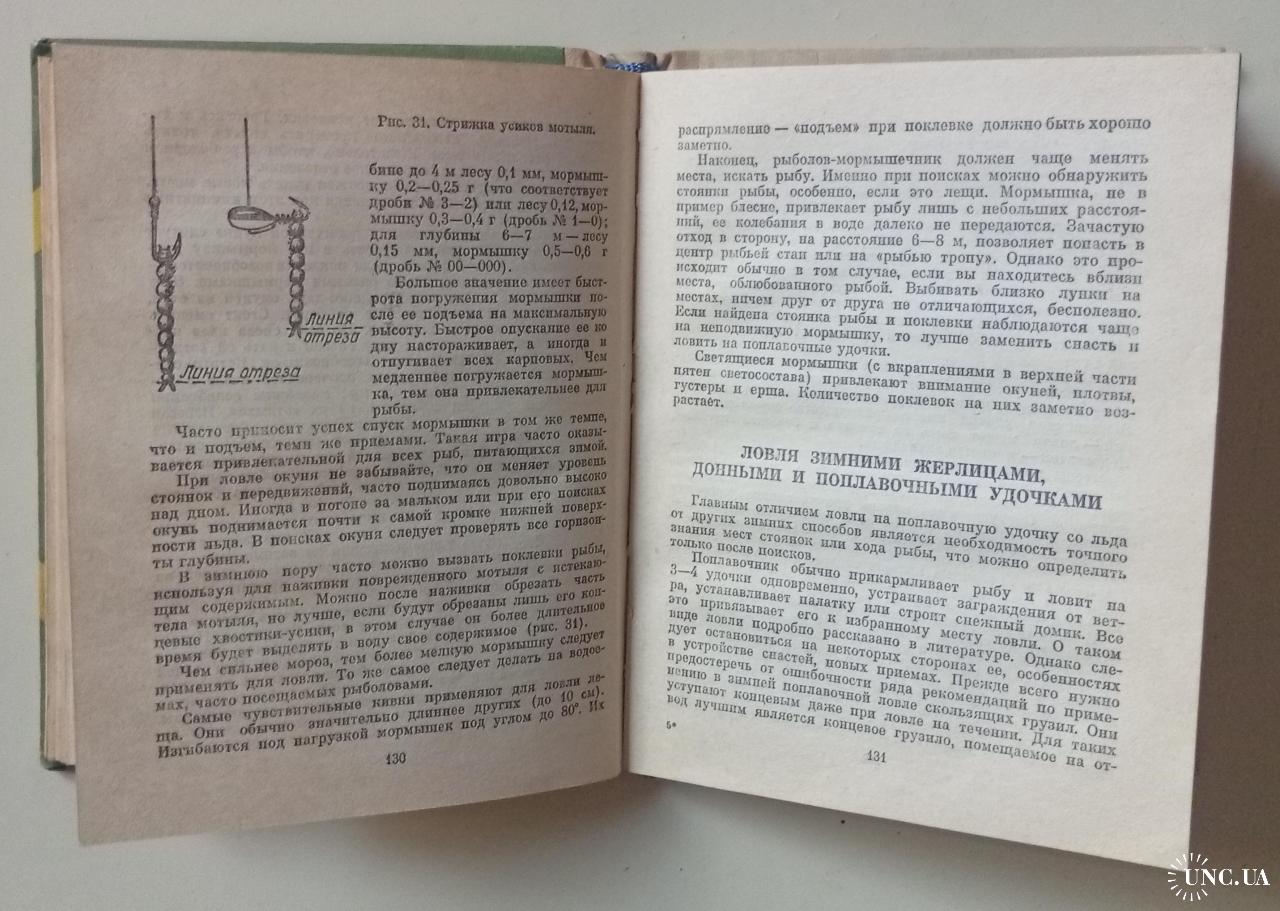 Рис. 31. Стрижка усиков мотыля.
Линия
отреза
Линия отреза
бине до 4 м лесу 0,1 мм, мормыш-
ку 0,2—0,25 г (что соответствует
дроби № 3—2) или лесу 0,12, мор-
мышку 0,3—0,4 г (дробь № 1—0);
для глубины 6—7 м — лесу
0,15 мм, мормышку 0,5—0,6 г
(дробь № 00—000).
Большое значение имеет быст-
рота погружения мормышки по-
сле ее подъема на максимальную
высоту. Быстрое опускание ее ко
дну настораживает, а иногда и
отпугивает всех карповых. Чем
медленнее погружается мормыш-
ка, тем она привлекательнее для
рыбы.
Часто приносит успех спуск мормышки в том же темпе,
что и подъем, теми же приемами. Такая игра часто оказы-
вается привлекательной для всех рыб, питающихся зимой.
При ловле окуня не забывайте, что он меняет уровень
стоянок и передвижений, часто поднимаясь довольно высоко
над дном. Иногда в погоне за мальком или при его поисках
окунь поднимается почти к самой кромке нижней поверх-
ности льда. В поисках окуня следует проверять все горизон-
ты глубины.
В зимнюю пору часто можно вызвать поклевки рыбы,
используя для наживки поврежденного мотыля с истекаю-
щим содержимым. Можно после наживки обрезать часть
тела мотыля, но лучше, если будут обрезаны лишь его кон-
цевые хвостики-усики, в этом случае он более длительное
время будет выделять в воду свое содержимое (рис. 31).
Чем сильнее мороз, тем более мелкую мормышку следует
применять для ловли. То же самое следует делать на водое-
мах, часто посещаемых рыболовами.
Самые чувствительные кивки применяют для ловли ле-
ща. Они обычно значительно длиннее других (до 10 см).
Изгибаются под нагрузкой мормышек под углом до 80°. Их
130
распрямление — «подъем» при поклевке должно быть хорошо
заметно.
Наконец, рыболов-мормышечник должен чаще менять
места, искать рыбу. Именно при поисках можно обнаружить
стоянки рыбы, особенно, если это лещи. Мормышка, не в
пример блесне, привлекает рыбу лишь с небольших расстоя-
ний, ее колебания в воде далеко не передаются. Зачастую
отход в сторону, на расстояние 6—8 м, позволяет попасть в
центр рыбьей стаи или на «рыбью тропу». Однако это про-
исходит обычно в том случае, если вы находитесь вблизи
места, облюбованного рыбой. Выбивать близко лунки на
местах, ничем друг от друга не отличающихся, бесполезно.
Если найдена стоянка рыбы и поклевки наблюдаются чаще
на неподвижную мормышку, то лучше заменить снасть и
ловить на поплавочные удочки.
Светящиеся мормышки (с вкраплениями в верхней части
пятен светосостава) привлекают внимание окуней, плотвы,
густеры и ерша. Количество поклевок на них заметно воз-
растает.
ЛОВЛЯ ЗИМНИМИ ЖЕРЛИЦАМИ,
ДОННЫМИ И ПОПЛАВОЧНЫМИ УДОЧКАМИ
Главным отличием ловли на поплавочную удочку со льда
от других зимних способов является необходимость точного
знания мест стоянок или хода рыбы, что можно определить
только после поисков.
Поплавочник обычно прикармливает рыбу и ловит на
3—4 удочки одновременно, устраивает заграждения от вет-
ра, устанавливает палатку или строит снежный домик. Все
это привязывает его к избранному месту ловли. О таком
виде ловли подробно рассказано в литературе. Однако сле-
дует остановиться на некоторых сторонах ее, особенностях
в устройстве снастей, новых приемах. Прежде всего нужно
предостеречь от ошибочности ряда рекомендаций по приме-
нению в зимней поплавочной ловле скользящих грузил. Они
уступают концевым даже при ловле на течении. Для таких
вод лучшим является концевое грузило, помещаемое на от-
5*
131
UNC.UA